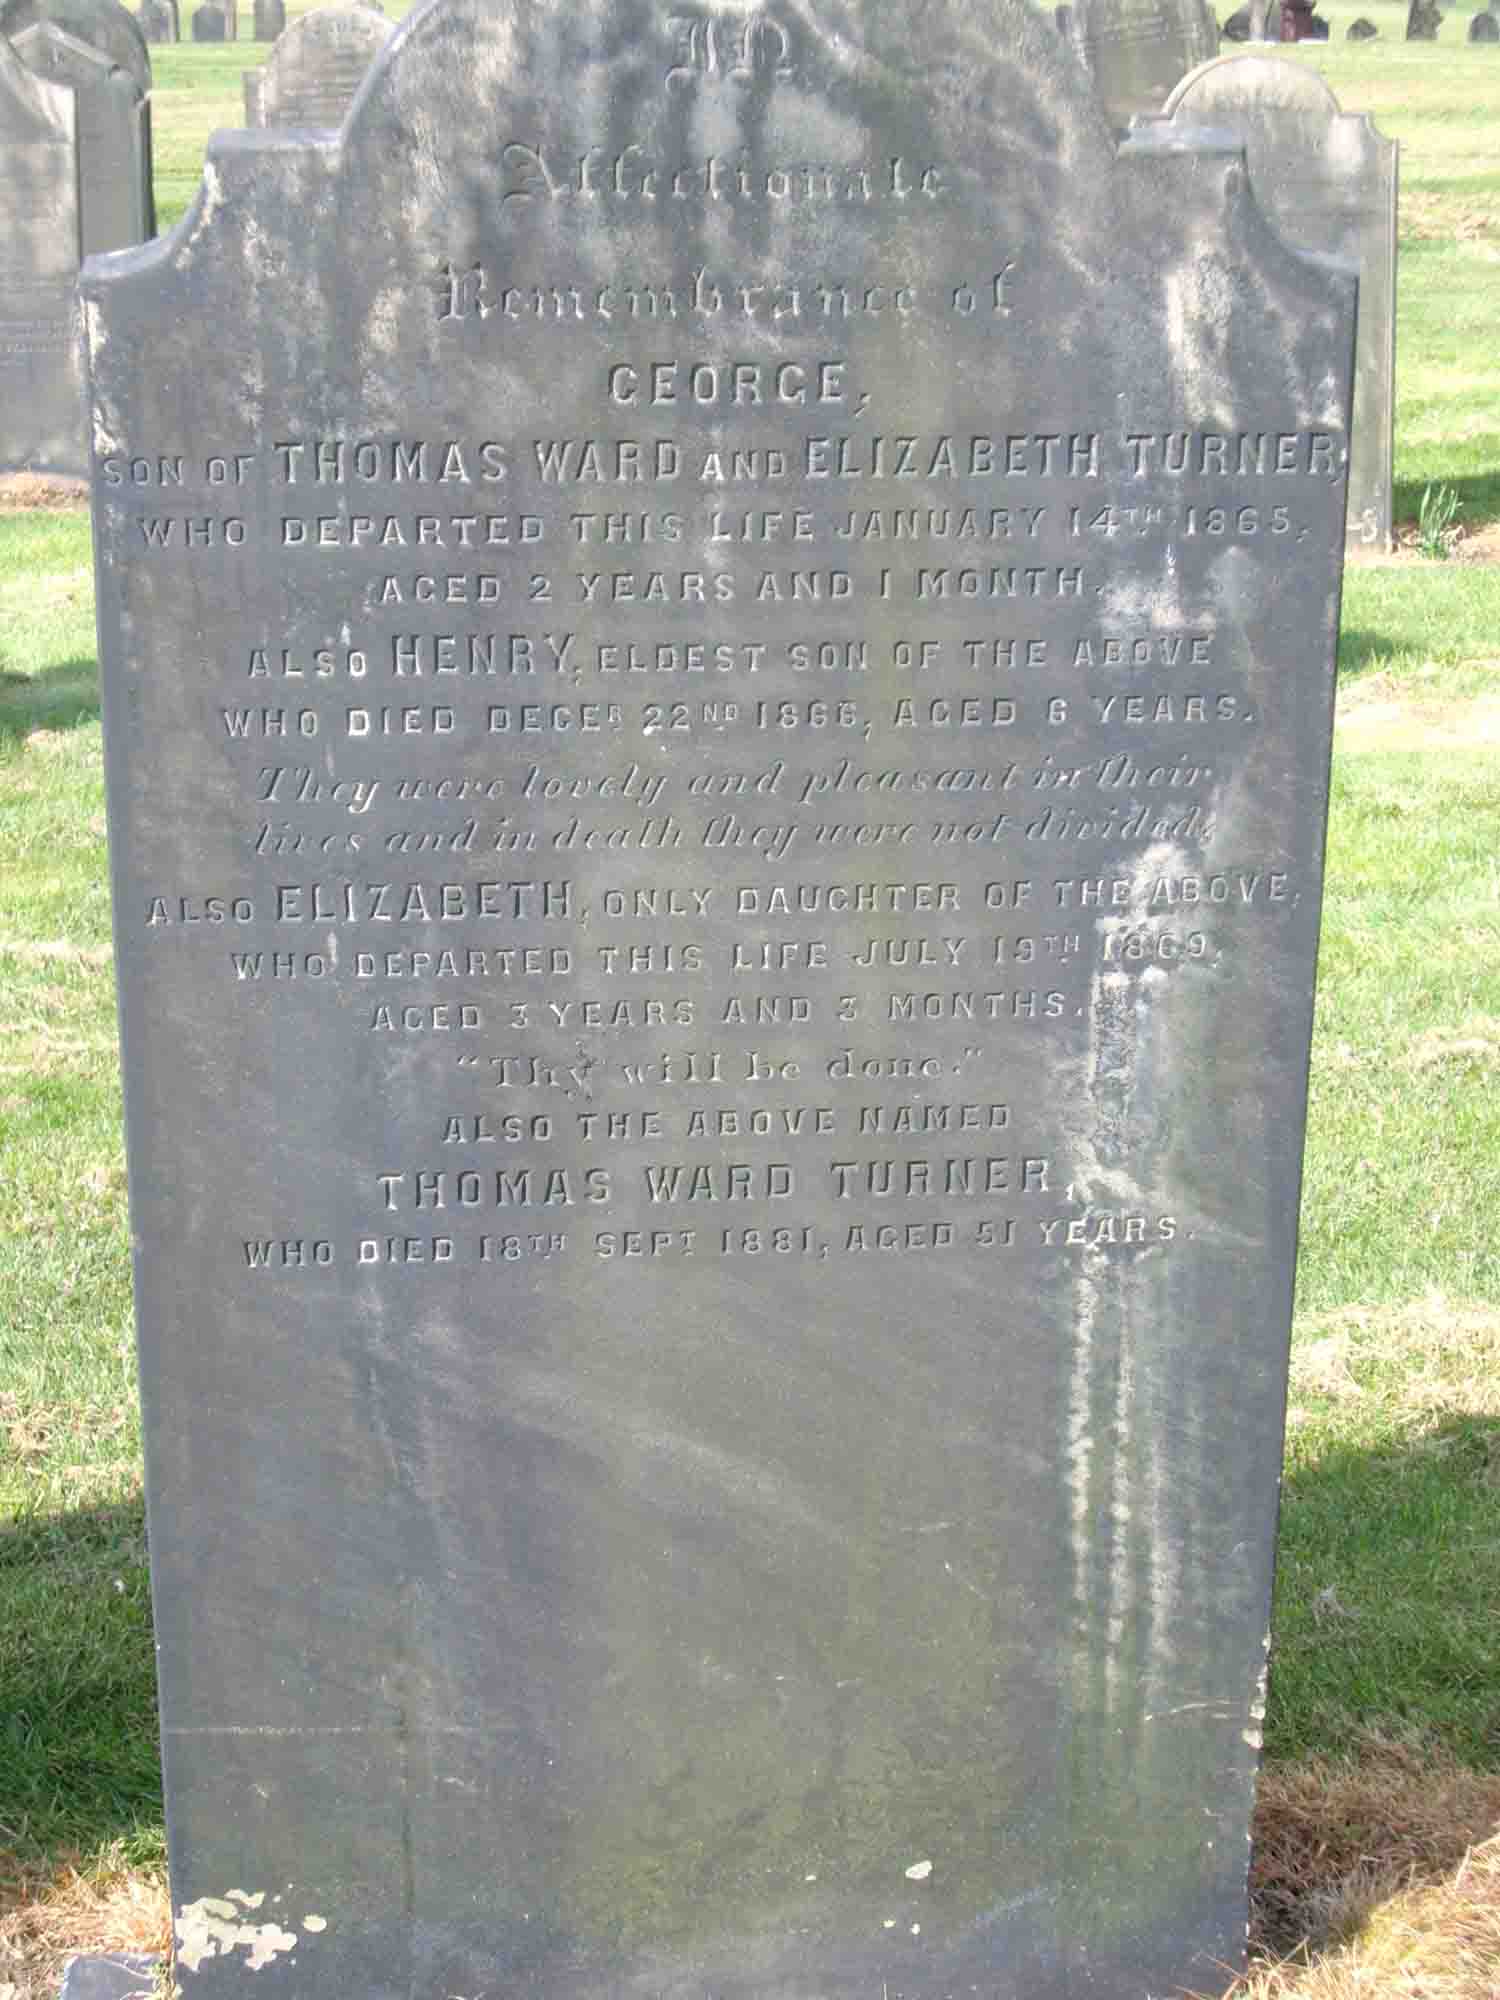 IN
Affectionate
Remembrance of
GEORGE,
SON OF THOMAS WARD AND ELIZABETH TURNER,
WHO DEPARTED THIS LIFE JANUARY 14TH 1865,
AGED 2 YEARS AND 1 MONTH.
ALSO HENRY, ELDEST SON OF THE ABOVE
WHO DIED DECER 22ND 1866, AGED 6 YEARS.
They were lovely and pleasant in their
lives and in death they were not divided.
ALSO ELIZABETH, ONLY DAUGHTER OF THE ABOVE,
WHO DEPARTED THIS LIFE JULY 19TH 1869,
AGED 3 YEARS AND 3 MONTHS.
"Thy will be done."
ALSO THE ABOVE NAMED
THOMAS WARD TURNER,
WHO DIED 18TH SEPT 1881, AGED 51 YEARS.